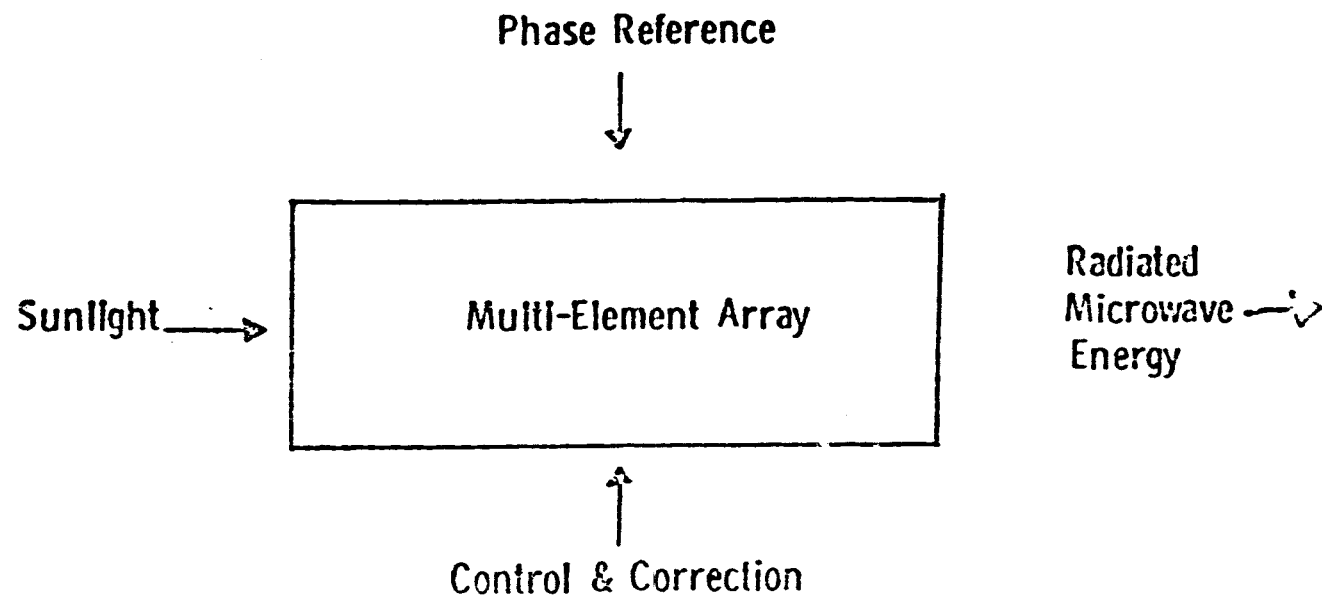 Phase Reference
Sunlight
Multi-Element Array
Radiated
Microwave
Energy
Control & Correction